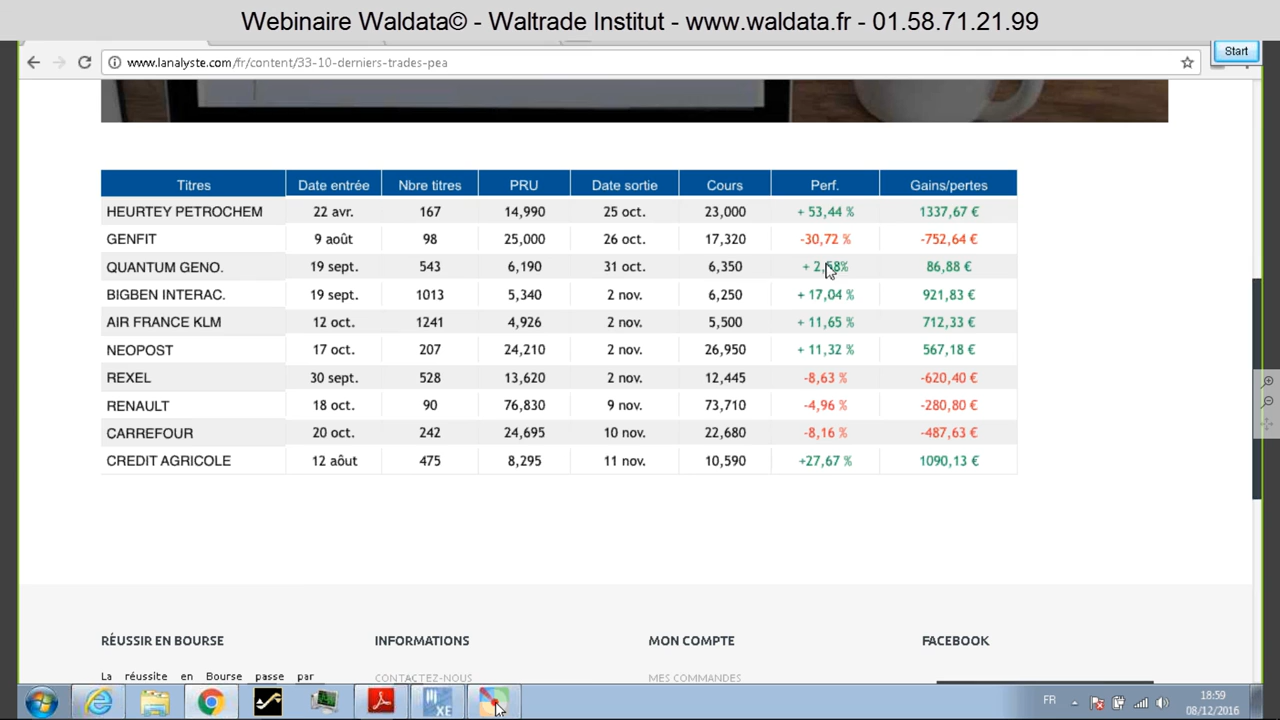 Webinaire Waldata© - Waltrade Institut - www.waldata.fr - 01.58.71.21.99
Start
www.lanalyste.com/fr/content/33-10-derniers-trades-pea
Titres Date entrée Nbre titres PRU Date sortie Cours Perf. Gains/pertes
HEURTEY PETROCHEM 22 avr. 167 14,990 25 oct. 23,000 + 53,44 % 1337,67 €
GENFIT 9 août 98 25,000 26 oct. 17,320 -30,72 % -752,64 €
QUANTUM GENO. 19 sept. 543 6,190 31 oct. 6,350 + 2,58% 86,88 €
BIGBEN INTERAC. 19 sept. 1013 5,340 2 nov. 6,250 + 17,04 % 921,83 €
AIR FRANCE KLM 12 oct. 1241 4,926 2 nov. 5,500 + 11,65 % 712,33 €
NEOPOST 17 oct. 207 24,210 2 nov. 26,950 + 11,32 % 567,18 €
REXEL 30 sept. 528 13,620 2 nov. 12,445 -8,63 % -620,40 €
RENAULT 18 oct. 90 76,830 9 nov. 73,710 -4,96 % -280,80 €
CARREFOUR 20 oct. 242 24,695 10 nov. 22,680 -8,16 % -487,63 €
CREDIT AGRICOLE 12 aôut 475 8,295 11 nov. 10,590 +27,67 % 1090,13 €
RÉUSSIR EN BOURSE INFORMATIONS MON COMPTE FACEBOOK
La réussite en Bourse passe par CONTACTEZ-NOUS MES COMMANDES
XE
FR 18:59
08/12/2016